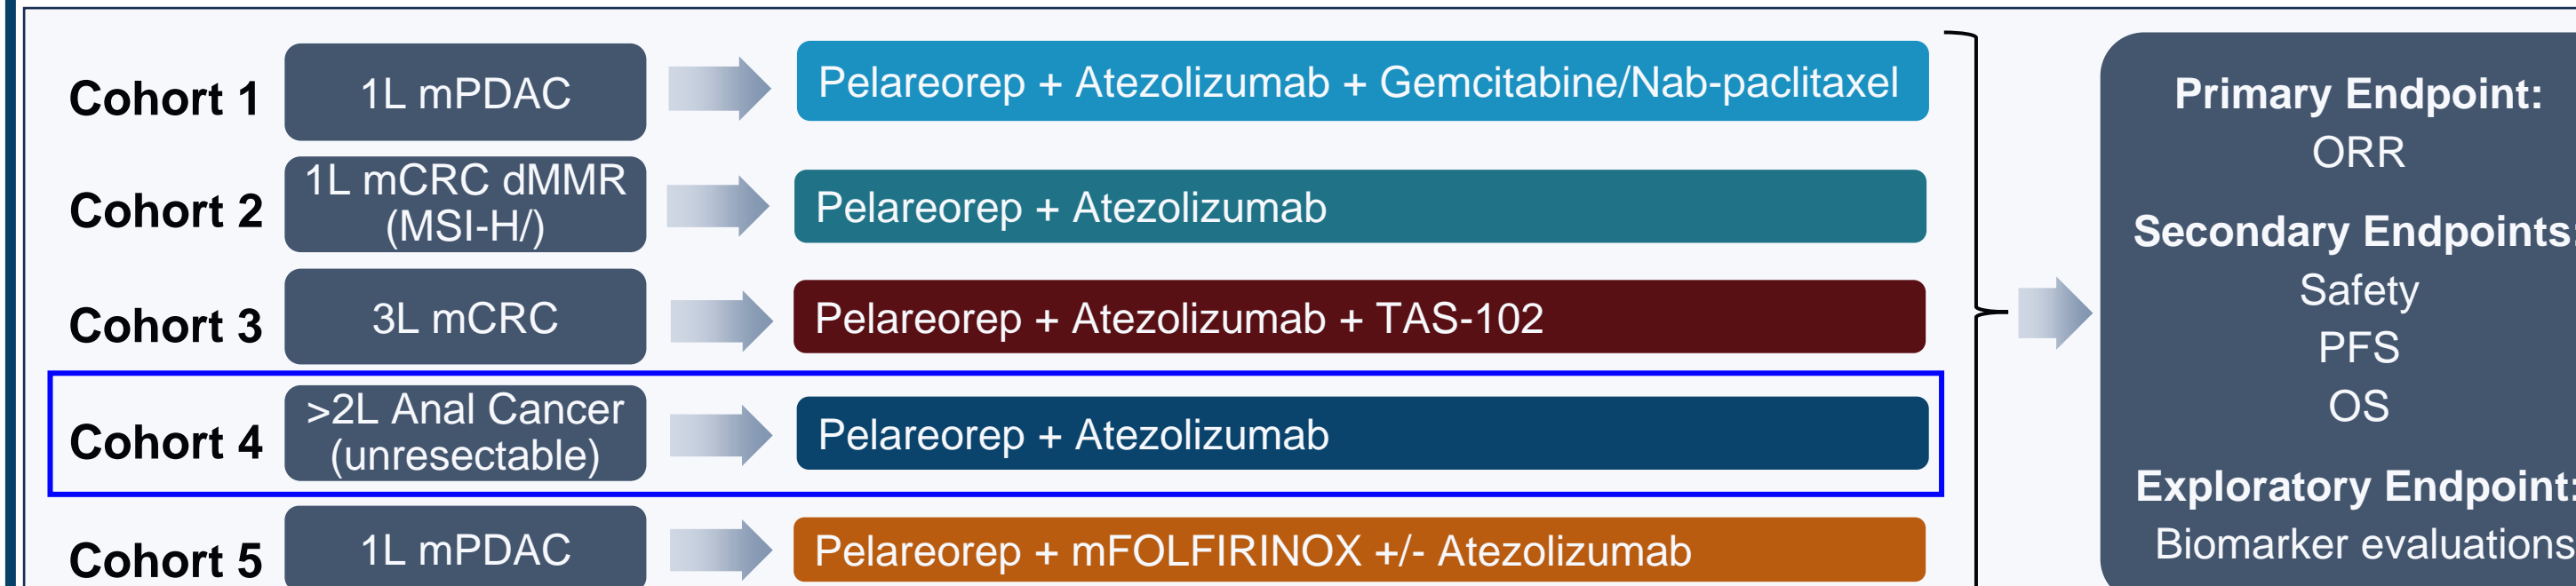 Cohort 1
1L mPDAC
Pelareorep + Atezolizumab + Gemcitabine/Nab-paclitaxel
Cohort 2
1L mCRC dMMR
(MSI-H/)
Pelareorep + Atezolizumab
Cohort 3
3L mCRC
Pelareorep + Atezolizumab + TAS-102
Cohort 4
>2L Anal Cancer
(unresectable)
Pelareorep + Atezolizumab
Cohort 5
1L mPDAC
Pelareorep + mFOLFIRINOX +/- Atezolizumab
Primary Endpoint:
ORR
Secondary Endpoints:
Safety
PFS
OS
Exploratory Endpoint:
Biomarker evaluations